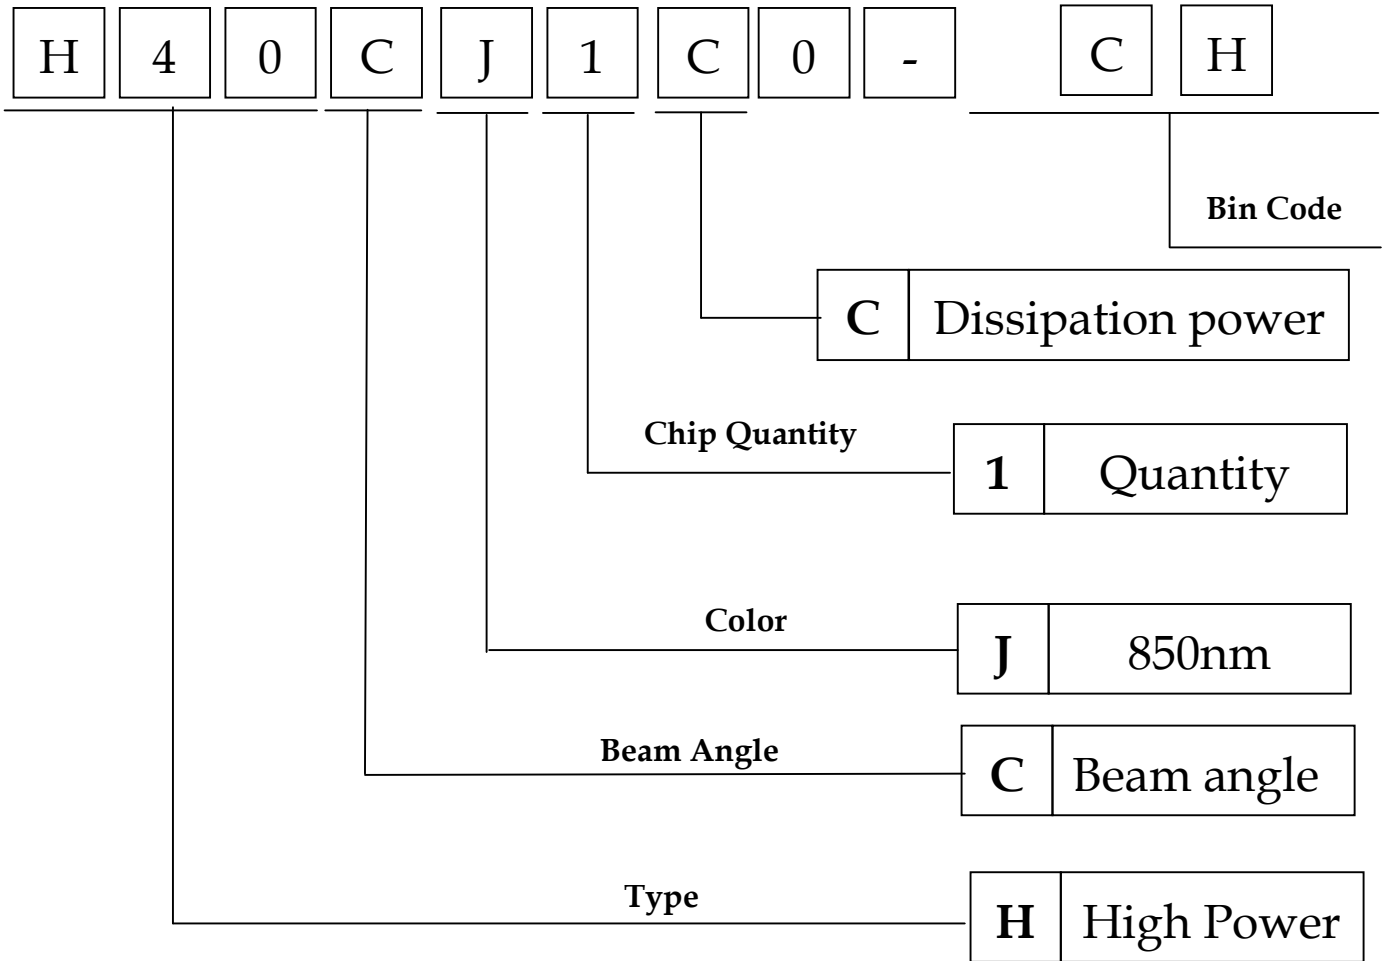 H 4 0 C J 1 C 0 - C H
Bin Code
C Dissipation power
Chip Quantity
1 Quantity
Color
J 850nm
Beam Angle
C Beam angle
Type
H High Power